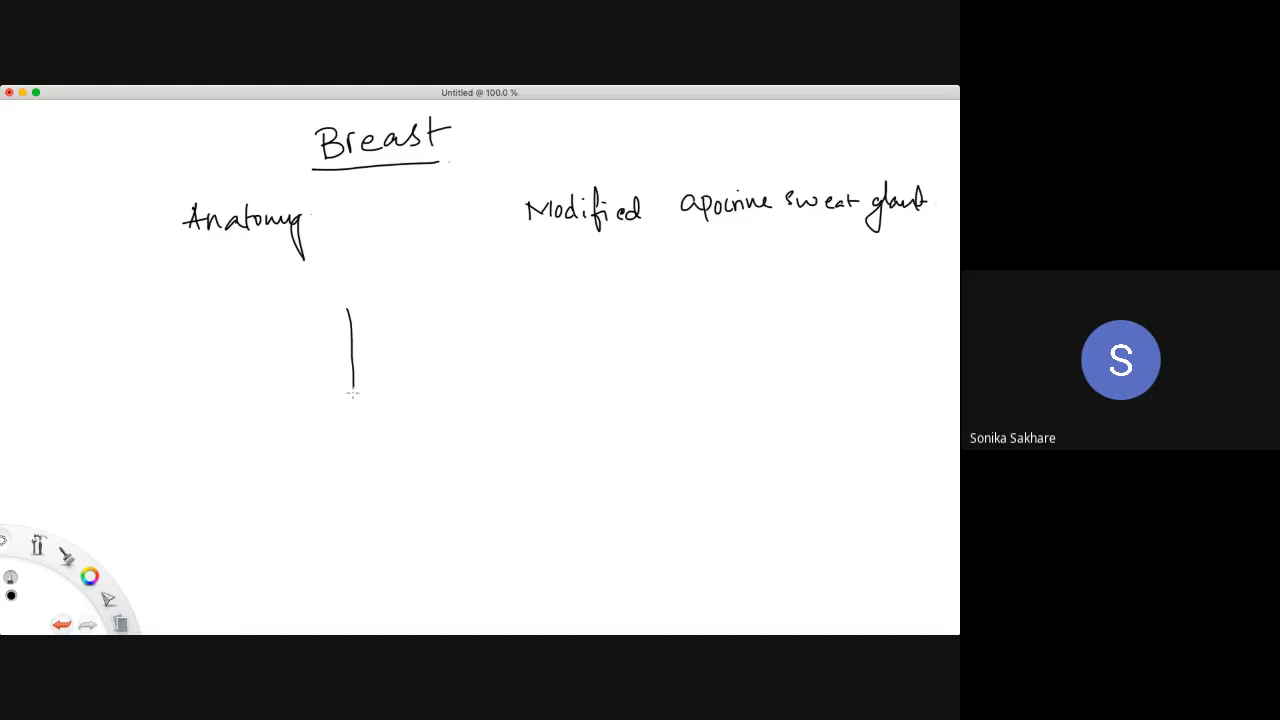 Untitled @ 100.0 %
Breast
Anatomy
Modified apocrine sweat gland
S
Sonika Sakhare